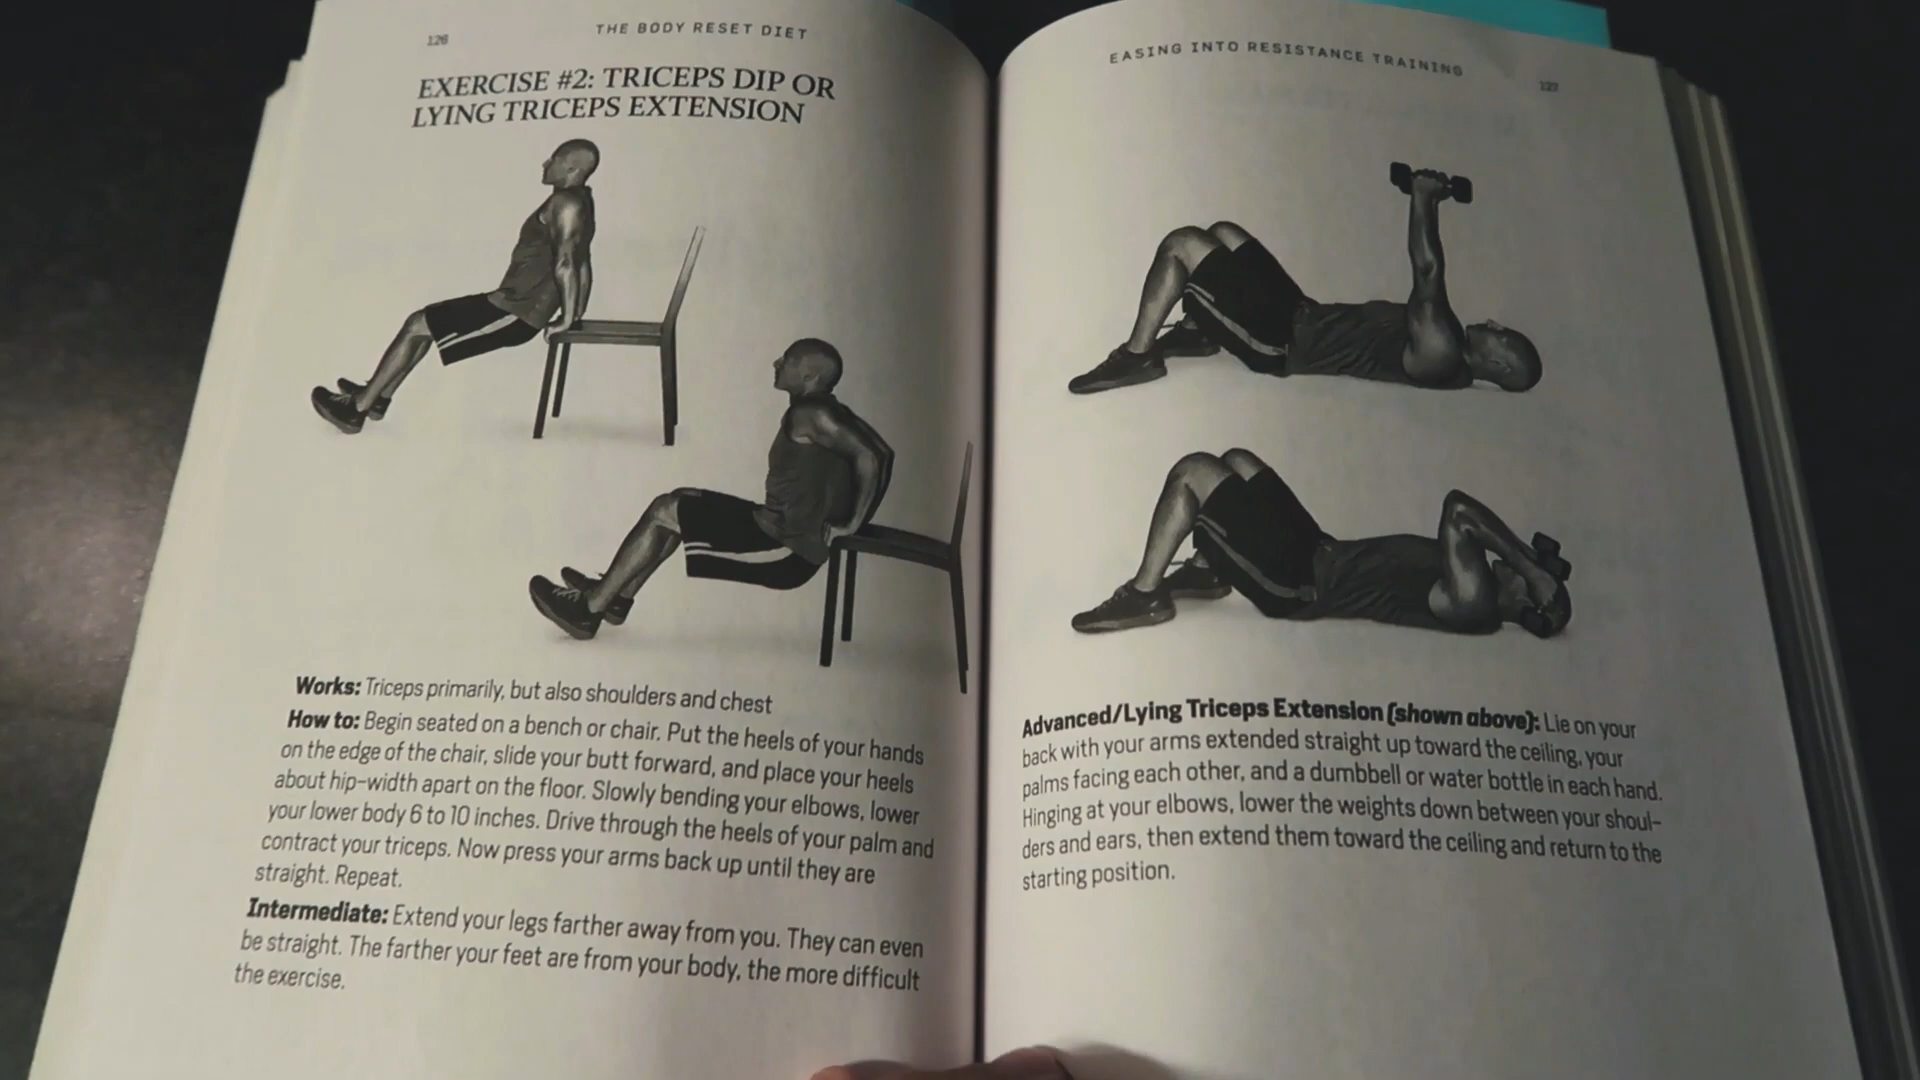 126
THE BODY RESET DIET
EXERCISE #2: TRICEPS DIP OR
LYING TRICEPS EXTENSION
Works: Triceps primarily, but also shoulders and chest
How to: Begin seated on a bench or chair. Put the heels of your hands
on the edge of the chair, slide your butt forward, and place your heels
about hip-width apart on the floor. Slowly bending your elbows, lower
your lower body 6 to 10 inches. Drive through the heels of your palm and
contract your triceps. Now press your arms back up until they are
straight. Repeat.
Intermediate: Extend your legs farther away from you. They can even
be straight. The farther your feet are from your body, the more difficult
the exercise.
EASING INTO RESISTANCE TRAINING
127
Advanced/Lying Triceps Extension (shown above): Lie on your
back with your arms extended straight up toward the ceiling, your
palms facing each other, and a dumbbell or water bottle in each hand.
Hinging at your elbows, lower the weights down between your shoul-
ders and ears, then extend them toward the ceiling and return to the
starting position.